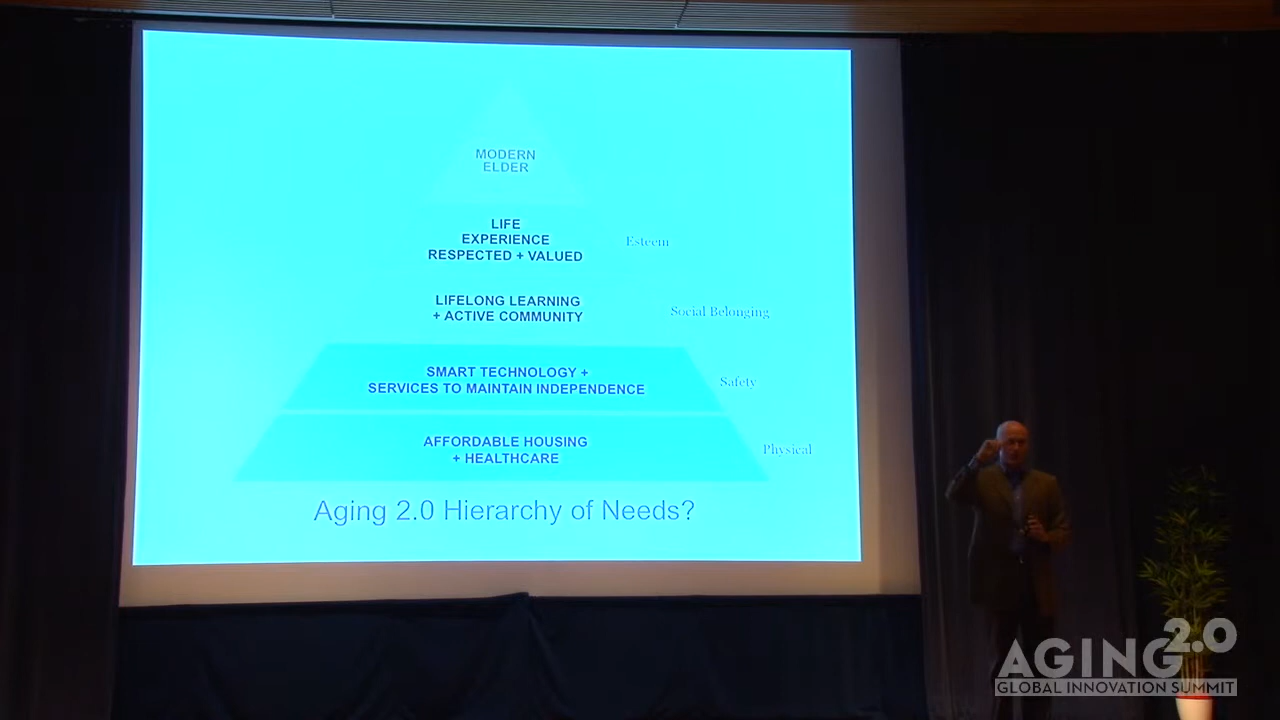 MODERN
ELDER
LIFE
EXPERIENCE
RESPECTED + VALUED
Esteem
LIFELONG LEARNING
+ ACTIVE COMMUNITY
Social Belonging
SMART TECHNOLOGY +
SERVICES TO MAINTAIN INDEPENDENCE
Safety
AFFORDABLE HOUSING
+ HEALTHCARE
Physical
Aging 2.0 Hierarchy of Needs?
AGING2.0
GLOBAL INNOVATION SUMMIT